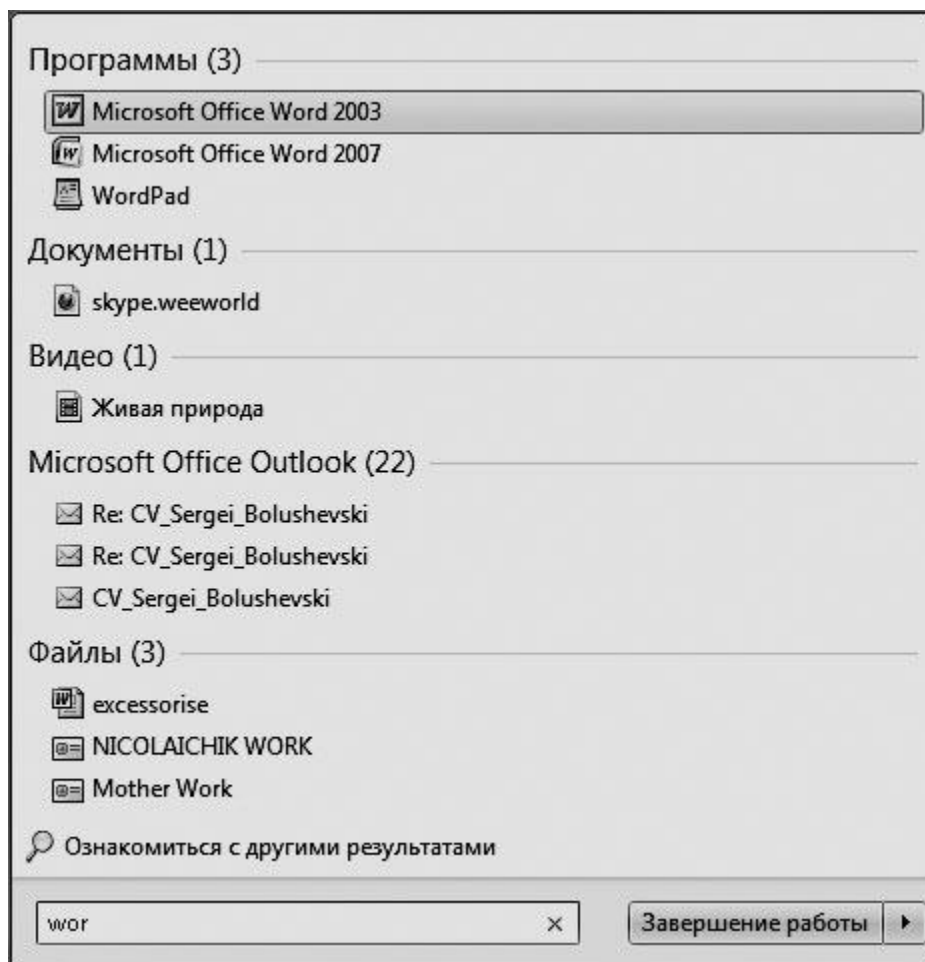 Программы (3)
Microsoft Office Word 2003
Microsoft Office Word 2007
WordPad
Документы (1)
skype.weeworld
Видео (1)
Живая природа
Microsoft Office Outlook (22)
Re: CV_Sergei_Bolushevski
Re: CV_Sergei_Bolushevski
CV_Sergei_Bolushevski
Файлы (3)
excessorise
NICOLAICHIK WORK
Mother Work
Ознакомиться с другими результатами
wor
Завершение работы